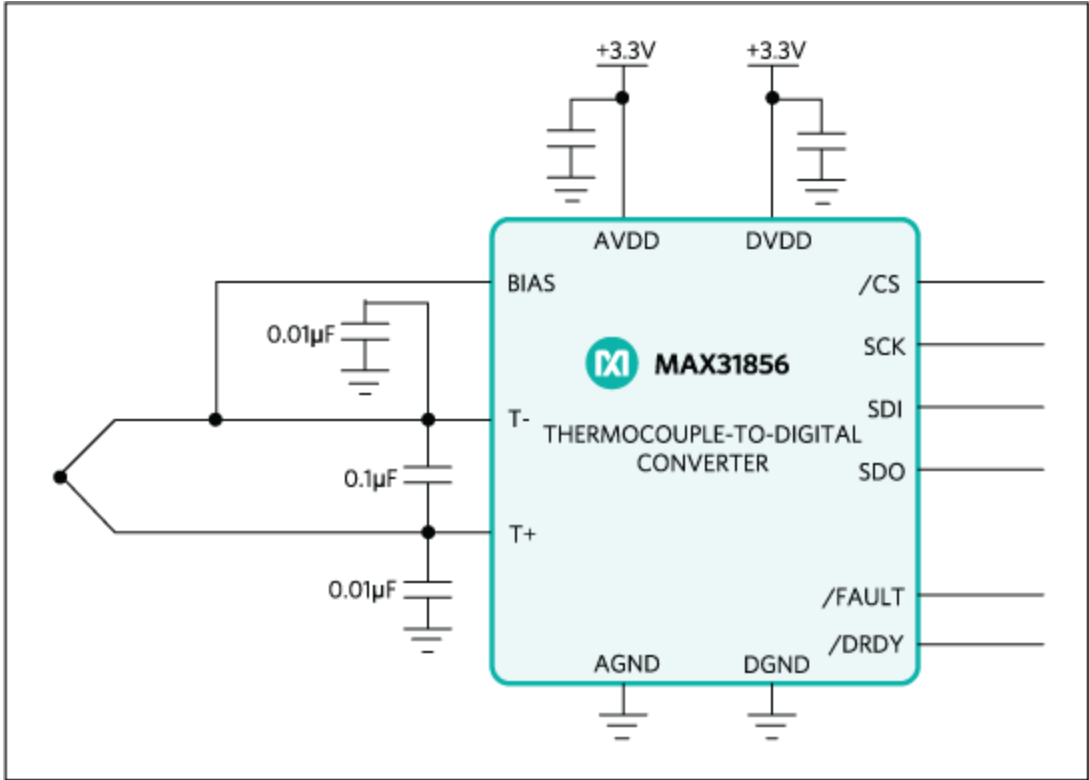 +3.3V
+3.3V
AVDD
DVDD
BIAS
/CS
0.01µF
SCK
MAX31856
T-
SDI
THERMOCOUPLE-TO-DIGITAL
CONVERTER
0.1µF
SDO
T+
0.01µF
/FAULT
/DRDY
AGND
DGND